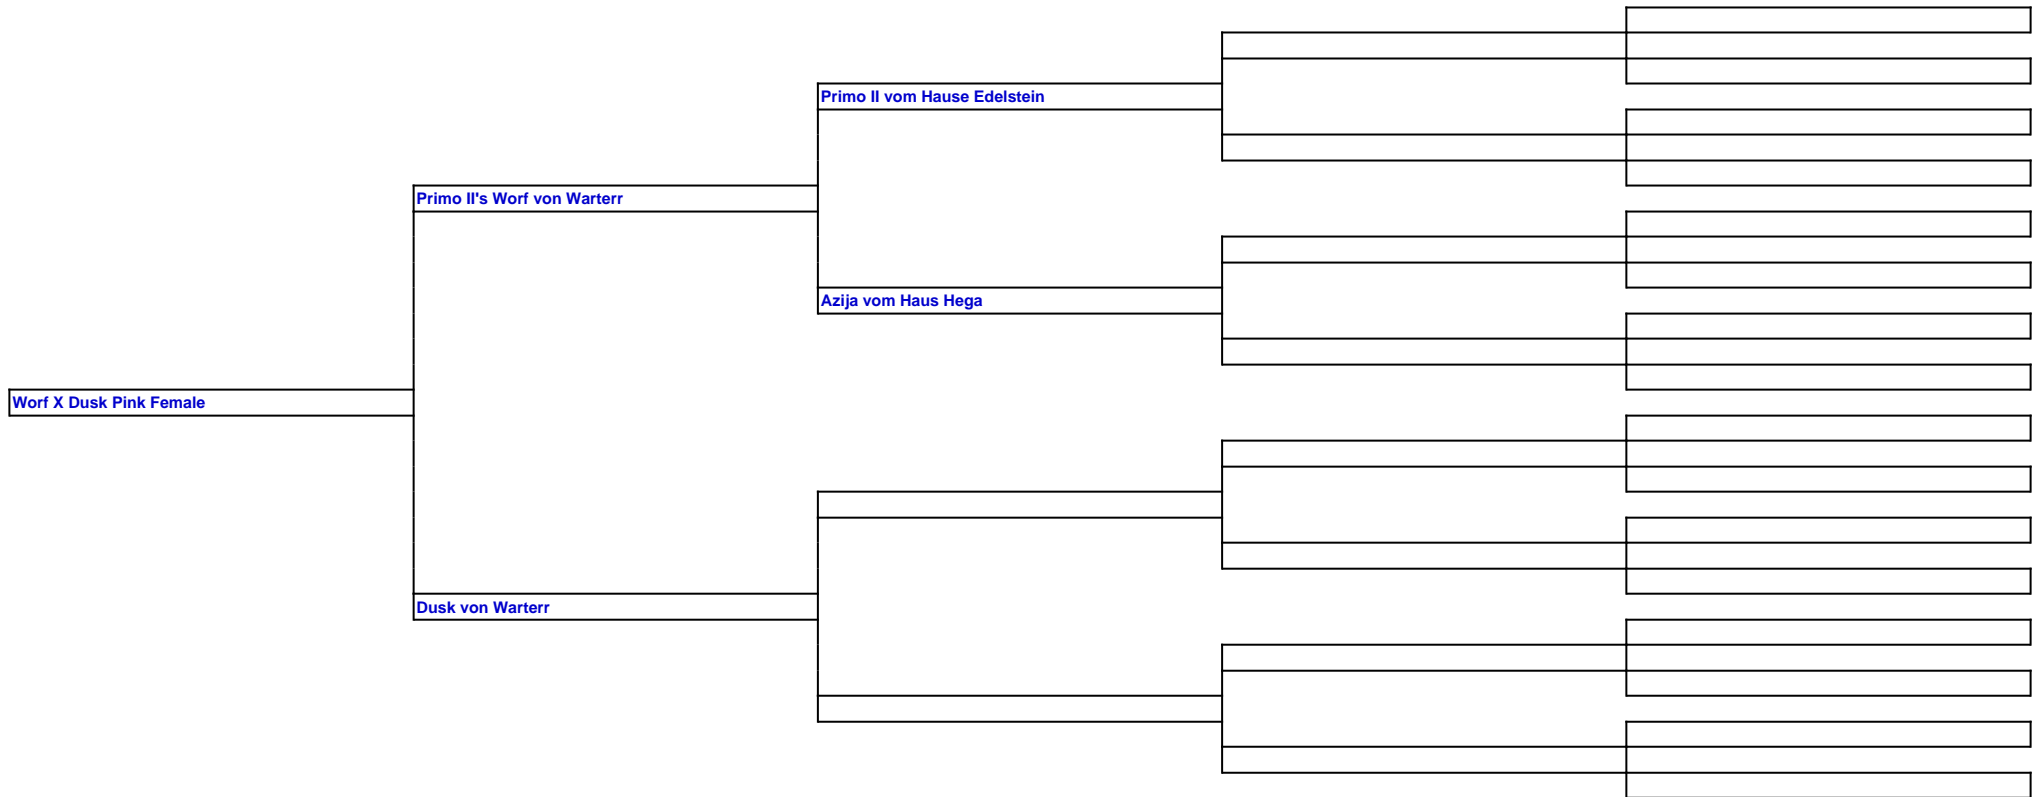 Primo II vom Hause Edelstein
Primo II's Worf von Warterr
Azija vom Haus Hega
Worf X Dusk Pink Female
Dusk von Warterr